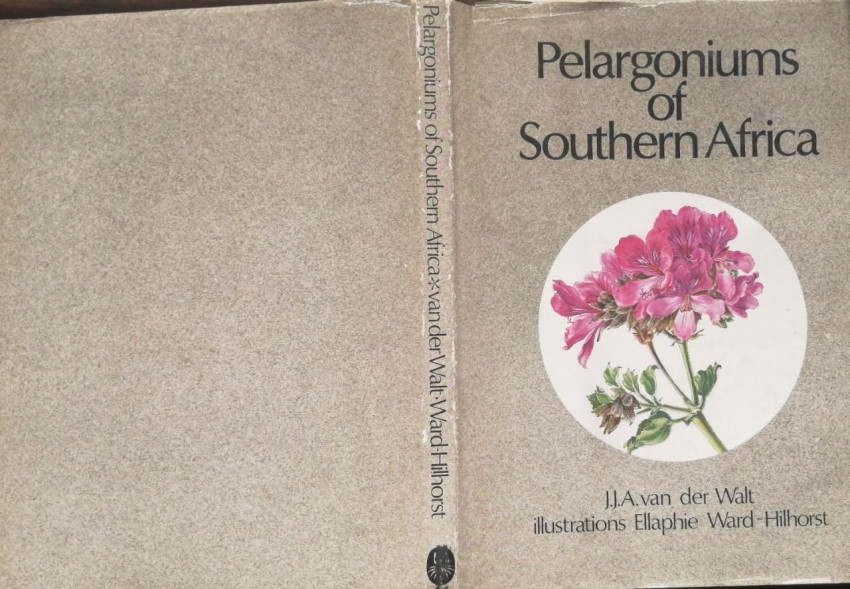 Pelargoniums of Southern Africa * van der Walt · Ward-Hilhorst
Pelargoniums
of
Southern Africa
J.J.A. van der Walt
illustrations Ellaphie Ward-Hilhorst